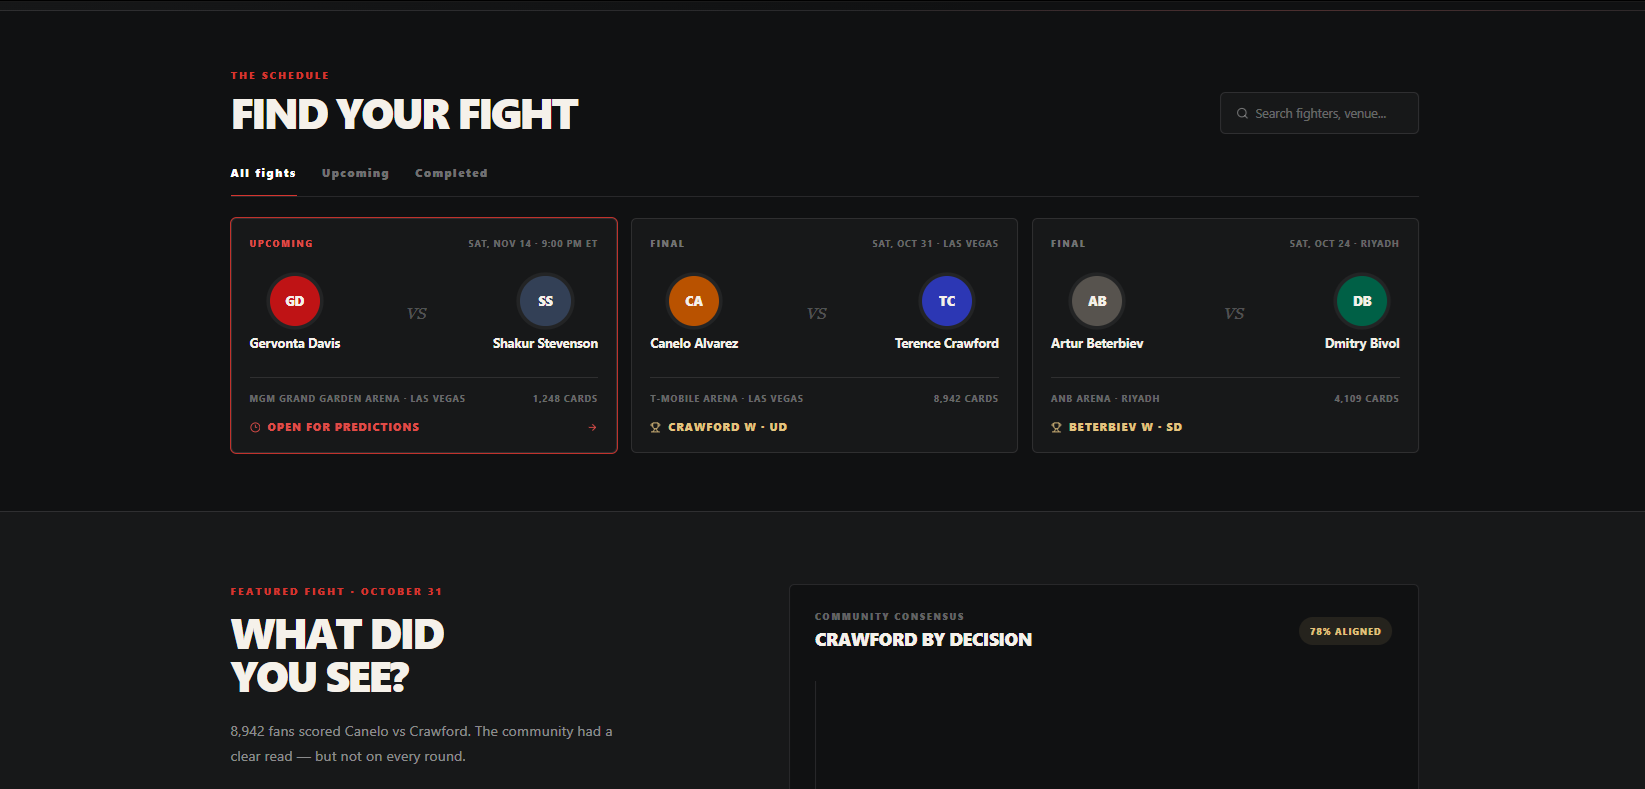 THE SCHEDULE
FIND YOUR FIGHT
Search fighters, venue...
All fights Upcoming Completed
UPCOMING SAT, NOV 14 · 9:00 PM ET
GD VS SS
Gervonta Davis Shakur Stevenson
MGM GRAND GARDEN ARENA · LAS VEGAS 1,248 CARDS
OPEN FOR PREDICTIONS →
FINAL SAT, OCT 31 · LAS VEGAS
CA VS TC
Canelo Alvarez Terence Crawford
T-MOBILE ARENA · LAS VEGAS 8,942 CARDS
CRAWFORD W · UD
FINAL SAT, OCT 24 · RIYADH
AB VS DB
Artur Beterbiev Dmitry Bivol
ANB ARENA · RIYADH 4,109 CARDS
BETERBIEV W · SD
FEATURED FIGHT · OCTOBER 31
WHAT DID
YOU SEE?
8,942 fans scored Canelo vs Crawford. The community had a
clear read — but not on every round.
COMMUNITY CONSENSUS
CRAWFORD BY DECISION
78% ALIGNED